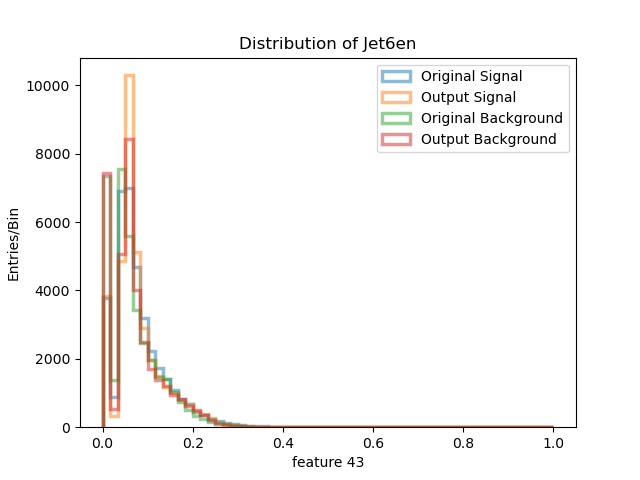 Distribution of Jet6en
Original Signal
Output Signal
Original Background
Output Background
Entries/Bin
10000
8000
6000
4000
2000
0
0.0 0.2 0.4 0.6 0.8 1.0
feature 43